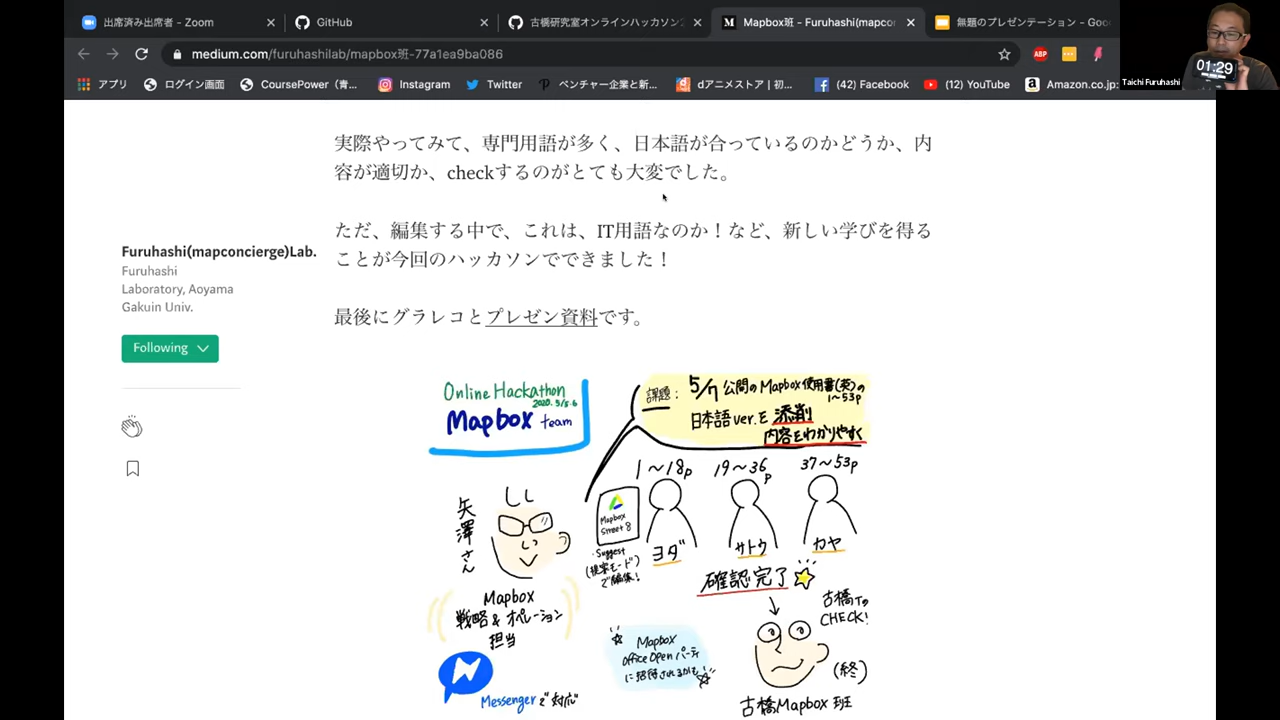 出席済み出席者 - Zoom
GitHub
古橋研究室オンラインハッカソン2
Mapbox班 - Furuhashi(mapcon
無題のプレゼンテーション - Goo
medium.com/furuhashilab/mapbox班-77a1ea9ba086
ABP
アプリ
ログイン画面
CoursePower（青...
Instagram
Twitter
ベンチャー企業と新...
dアニメストア | 初...
(42) Facebook
(12) YouTube
Amazon.co.jp:
01:29
Taichi Furuhashi
実際やってみて、専門用語が多く、日本語が合っているのかどうか、内
容が適切か、checkするのがとても大変でした。
ただ、編集する中で、これは、IT用語なのか！など、新しい学びを得る
ことが今回のハッカソンでできました！
最後にグラレコとプレゼン資料です。
Furuhashi(mapconcierge)Lab.
Furuhashi
Laboratory, Aoyama
Gakuin Univ.
Following
Online Hackathon
2020.5/5.6
Mapbox team
課題:
5/7 公開のMapbox使用書(英)の
1~53p
日本語ver.を添削
内容をわかりやすく
1~18p
19~36p
37~53p
矢澤さん
Mapbox
Street 8
Suggest
(提案モード)
で編集!
ヨダ
サトウ
カヤ
確認完了
Mapbox
戦略&オペレーション
担当
古橋Tの
CHECK!
Mapbox
Office Open パーティ
に招待されるかも
(終)
Messengerで対応
古橋Mapbox班